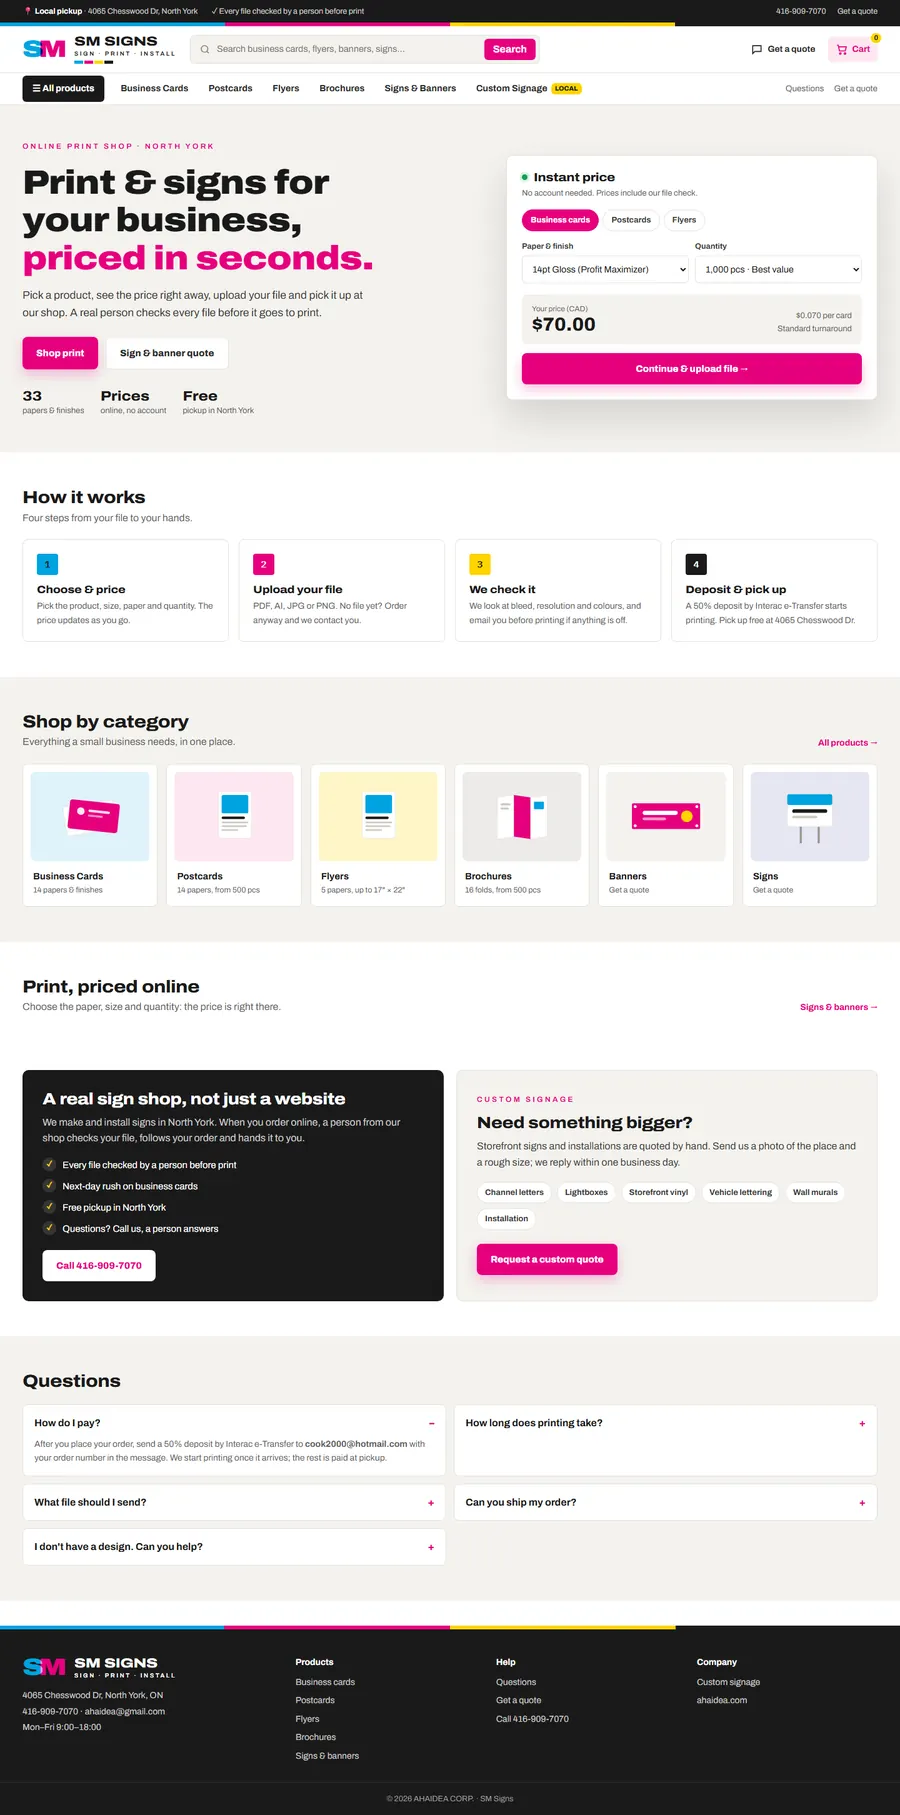 Local pickup · 4065 Chesswood Dr, North York
✓ Every file checked by a person before print
416-909-7070
Get a quote
SM
SM SIGNS
SIGN · PRINT · INSTALL
Search business cards, flyers, banners, signs...
Search
Get a quote
Cart
0
☰ All products
Business Cards
Postcards
Flyers
Brochures
Signs & Banners
Custom Signage
LOCAL
Questions
Get a quote
ONLINE PRINT SHOP · NORTH YORK
Print & signs for
your business,
priced in seconds.
Pick a product, see the price right away, upload your file and pick it up at
our shop. A real person checks every file before it goes to print.
Shop print
Sign & banner quote
33
papers & finishes
Prices
online, no account
Free
pickup in North York
Instant price
No account needed. Prices include our file check.
Business cards
Postcards
Flyers
Paper & finish
Quantity
14pt Gloss (Profit Maximizer)
1,000 pcs · Best value
Your price (CAD)
$70.00
$0.070 per card
Standard turnaround
Continue & upload file →
How it works
Four steps from your file to your hands.
1
Choose & price
Pick the product, size, paper and quantity. The
price updates as you go.
2
Upload your file
PDF, AI, JPG or PNG. No file yet? Order
anyway and we contact you.
3
We check it
We look at bleed, resolution and colours, and
email you before printing if anything is off.
4
Deposit & pick up
A 50% deposit by Interac e-Transfer starts
printing. Pick up free at 4065 Chesswood Dr.
Shop by category
Everything a small business needs, in one place.
All products →
Business Cards
14 papers & finishes
Postcards
14 papers, from 500 pcs
Flyers
5 papers, up to 17" × 22"
Brochures
16 folds, from 500 pcs
Banners
Get a quote
Signs
Get a quote
Print, priced online
Choose the paper, size and quantity: the price is right there.
Signs & banners →
A real sign shop, not just a website
We make and install signs in North York. When you order online, a person from our
shop checks your file, follows your order and hands it to you.
✓ Every file checked by a person before print
✓ Next-day rush on business cards
✓ Free pickup in North York
✓ Questions? Call us, a person answers
Call 416-909-7070
CUSTOM SIGNAGE
Need something bigger?
Storefront signs and installations are quoted by hand. Send us a photo of the place and
a rough size; we reply within one business day.
Channel letters
Lightboxes
Storefront vinyl
Vehicle lettering
Wall murals
Installation
Request a custom quote
Questions
How do I pay?
−
After you place your order, send a 50% deposit by Interac e-Transfer to cook2000@hotmail.com with
your order number in the message. We start printing once it arrives; the rest is paid at pickup.
How long does printing take?
+
What file should I send?
+
Can you ship my order?
+
I don't have a design. Can you help?
+
SM
SM SIGNS
SIGN · PRINT · INSTALL
4065 Chesswood Dr, North York, ON
416-909-7070 · ahaidea@gmail.com
Mon–Fri 9:00–18:00
Products
Business cards
Postcards
Flyers
Brochures
Signs & banners
Help
Questions
Get a quote
Call 416-909-7070
Company
Custom signage
ahaidea.com
© 2026 AHAIDEA CORP. · SM Signs